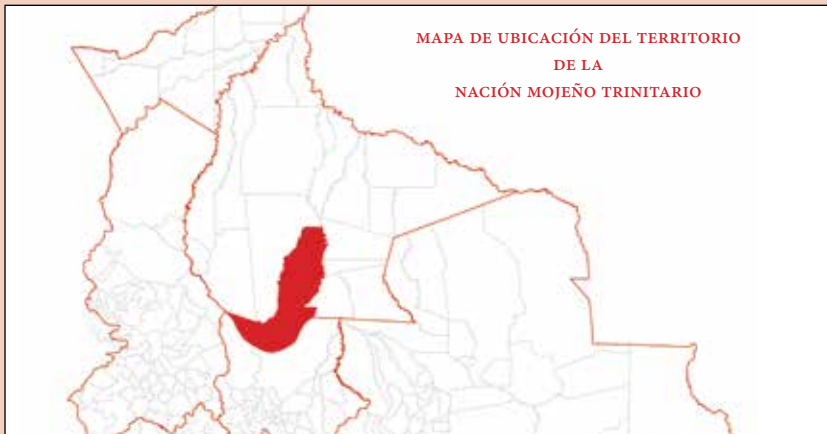 MAPA DE UBICACIÓN DEL TERRITORIO
DE LA
NACIÓN MOJEÑO TRINITARIO